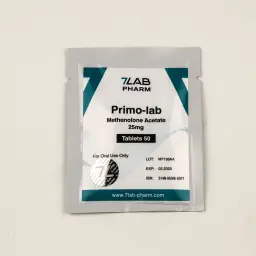 7LAB
PHARM
Primo-lab
Methenolone Acetate
25mg
Tablets 50
For Oral Use Only
7
LOT:
EXP:
www.7lab-pharm.com